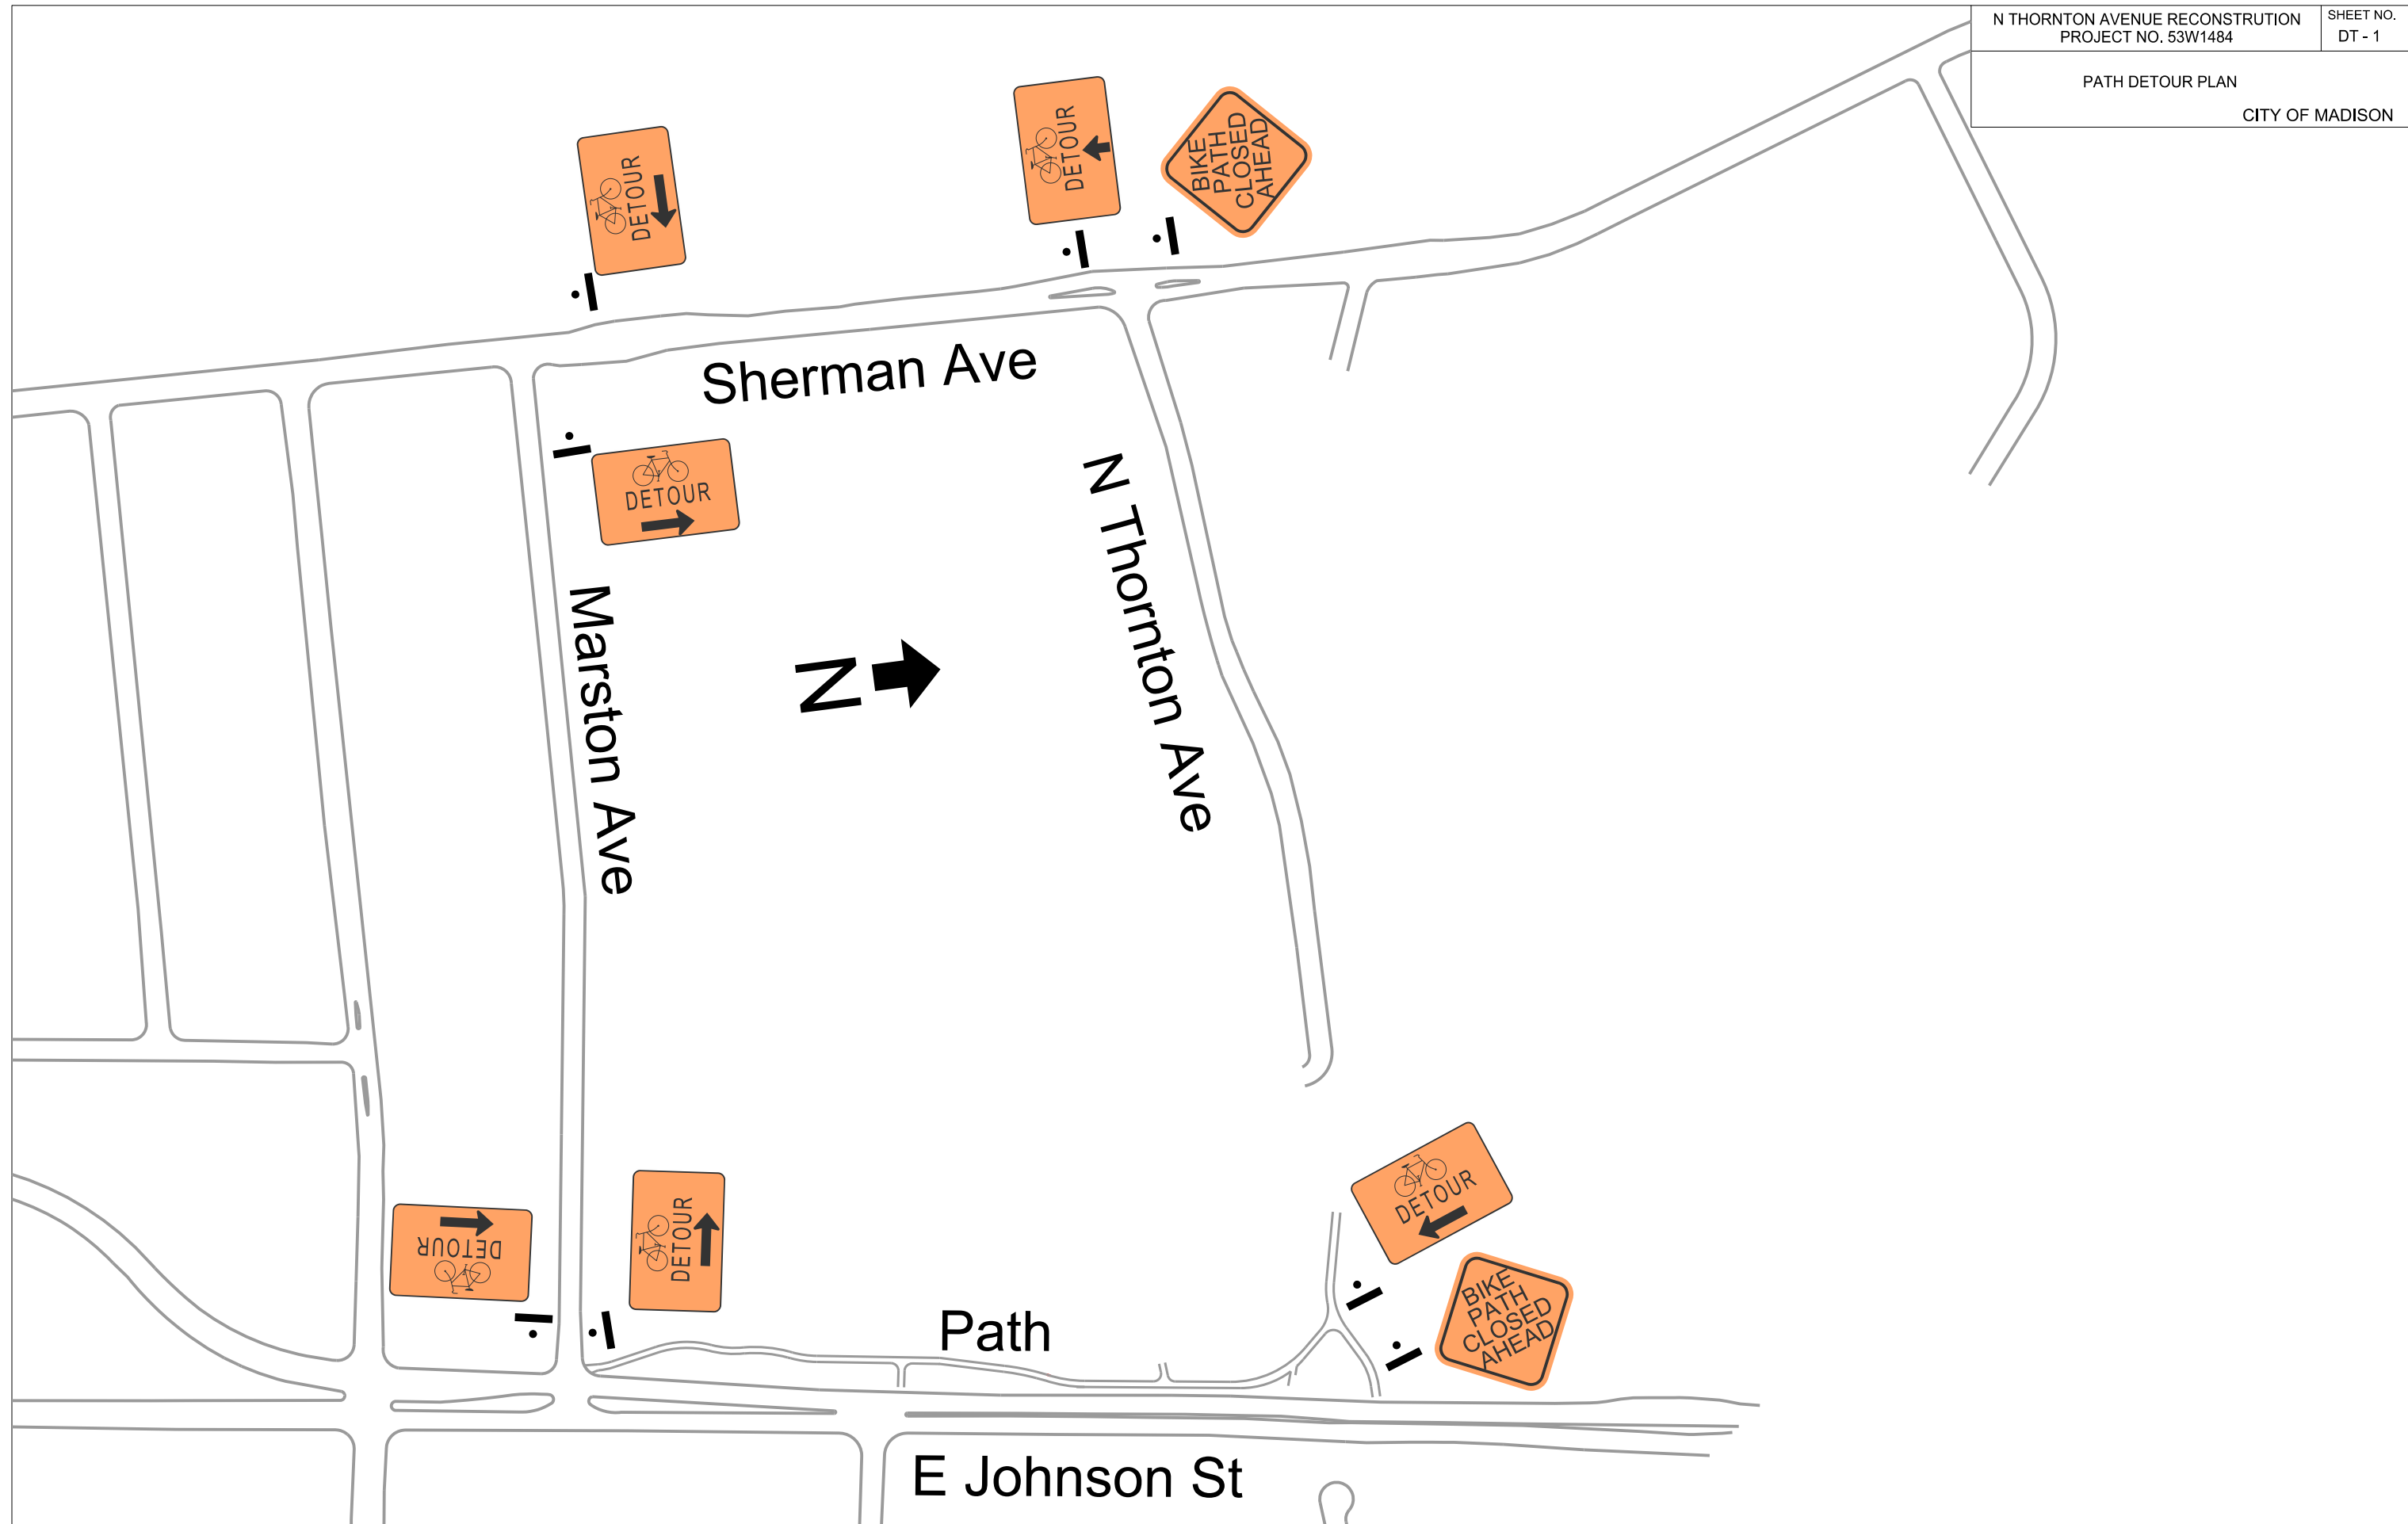 N THORNTON AVENUE RECONSTRUTION
PROJECT NO. 53W1484
SHEET NO.
DT - 1
PATH DETOUR PLAN
CITY OF MADISON
DETOUR
DETOUR
BIKE
PATH
CLOSED
AHEAD
Sherman Ave
DETOUR
N Thornton Ave
Marston Ave
N
DETOUR
DETOUR
DETOUR
BIKE
PATH
CLOSED
AHEAD
Path
E Johnson St